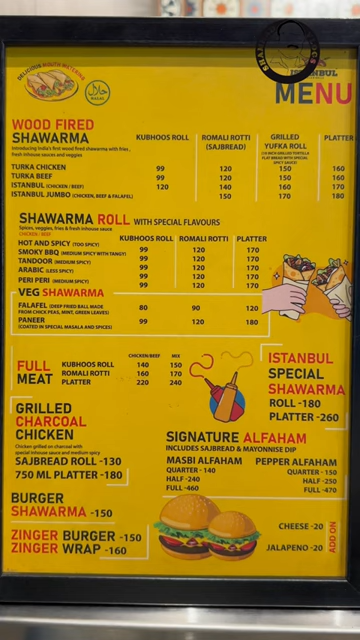 DELICIOUS MOUTH WATERING
HALAL
ISTANBUL
MENU
WOOD FIRED
SHAWARMA
Introducing India's first wood fired shawarma with fries,
fresh inhouse sauces and veggies
KUBHOOS ROLL ROMALI ROTTI (SAJBREAD) GRILLED YUFKA ROLL PLATTER
FLAT BREAD WITH SPECIAL
SPICY SAUCE)
TURKA CHICKEN 99 120 150 160
TURKA BEEF 99 120 150 160
ISTANBUL (CHICKEN / BEEF) 120 140 160 170
ISTANBUL JUMBO (CHICKEN, BEEF & FALAFEL) 150 170 180
SHAWARMA ROLL WITH SPECIAL FLAVOURS
Spices, veggies, fries & fresh inhouse sauce
CHICKEN / BEEF
KUBHOOS ROLL ROMALI ROTTI PLATTER
HOT AND SPICY (TOO SPICY) 99 120 170
SMOKY BBQ (MEDIUM SPICY WITH TANGY) 99 120 170
TANDOOR (MEDIUM SPICY) 99 120 170
ARABIC (LESS SPICY) 99 120 170
PERI PERI (MEDIUM SPICY) 99 120 170
VEG SHAWARMA
FALAFEL (DEEP FRIED BALL MADE 80 90 120
FROM CHICK PEAS, MINT, GREEN LEAVES)
PANEER 99 120 180
(COATED IN SPECIAL MASALA AND SPICES)
FULL
MEAT
CHICKEN/BEEF MIX
KUBHOOS ROLL 140 150
ROMALI ROTTI 160 170
PLATTER 220 240
ISTANBUL
SPECIAL
SHAWARMA
ROLL -180
PLATTER -260
GRILLED
CHARCOAL
CHICKEN
Chicken grilled on charcoal with
special inhouse sauce and medium spicy
SAJBREAD ROLL -130
750 ML PLATTER -180
SIGNATURE ALFAHAM
INCLUDES SAJBREAD & MAYONNISE DIP
MASBI ALFAHAM PEPPER ALFAHAM
QUARTER - 140 QUARTER - 150
HALF -240 HALF -250
FULL -460 FULL -470
BURGER
SHAWARMA -150
ZINGER BURGER -150
ZINGER WRAP -160
CHEESE -20
JALAPENO -20
ADD ON